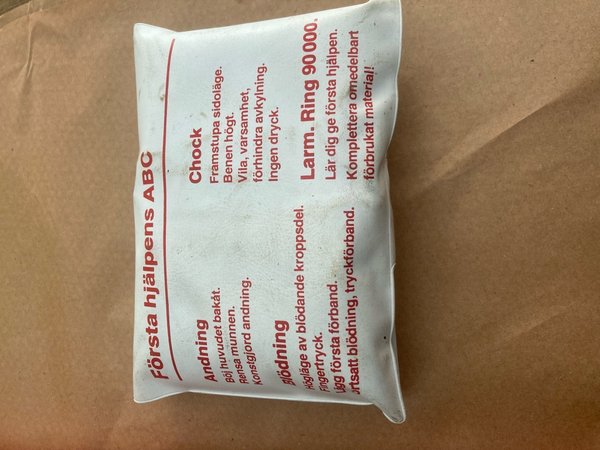 Första hjälpens ABC
Andning
Böj huvudet bakåt.
Rensa munnen.
Konstgjord andning.
Blödning
Högläge av blödande kroppsdel.
Fingertryck.
Lägg första förband.
ortsatt blödning, tryckförband.
Chock
Framstupa sidoläge.
Benen högt.
Vila, varsamhet,
förhindra avkylning.
Ingen dryck.
Larm. Ring 90 000.
Lär dig ge första hjälpen.
Komplettera omedelbart
förbrukat material!